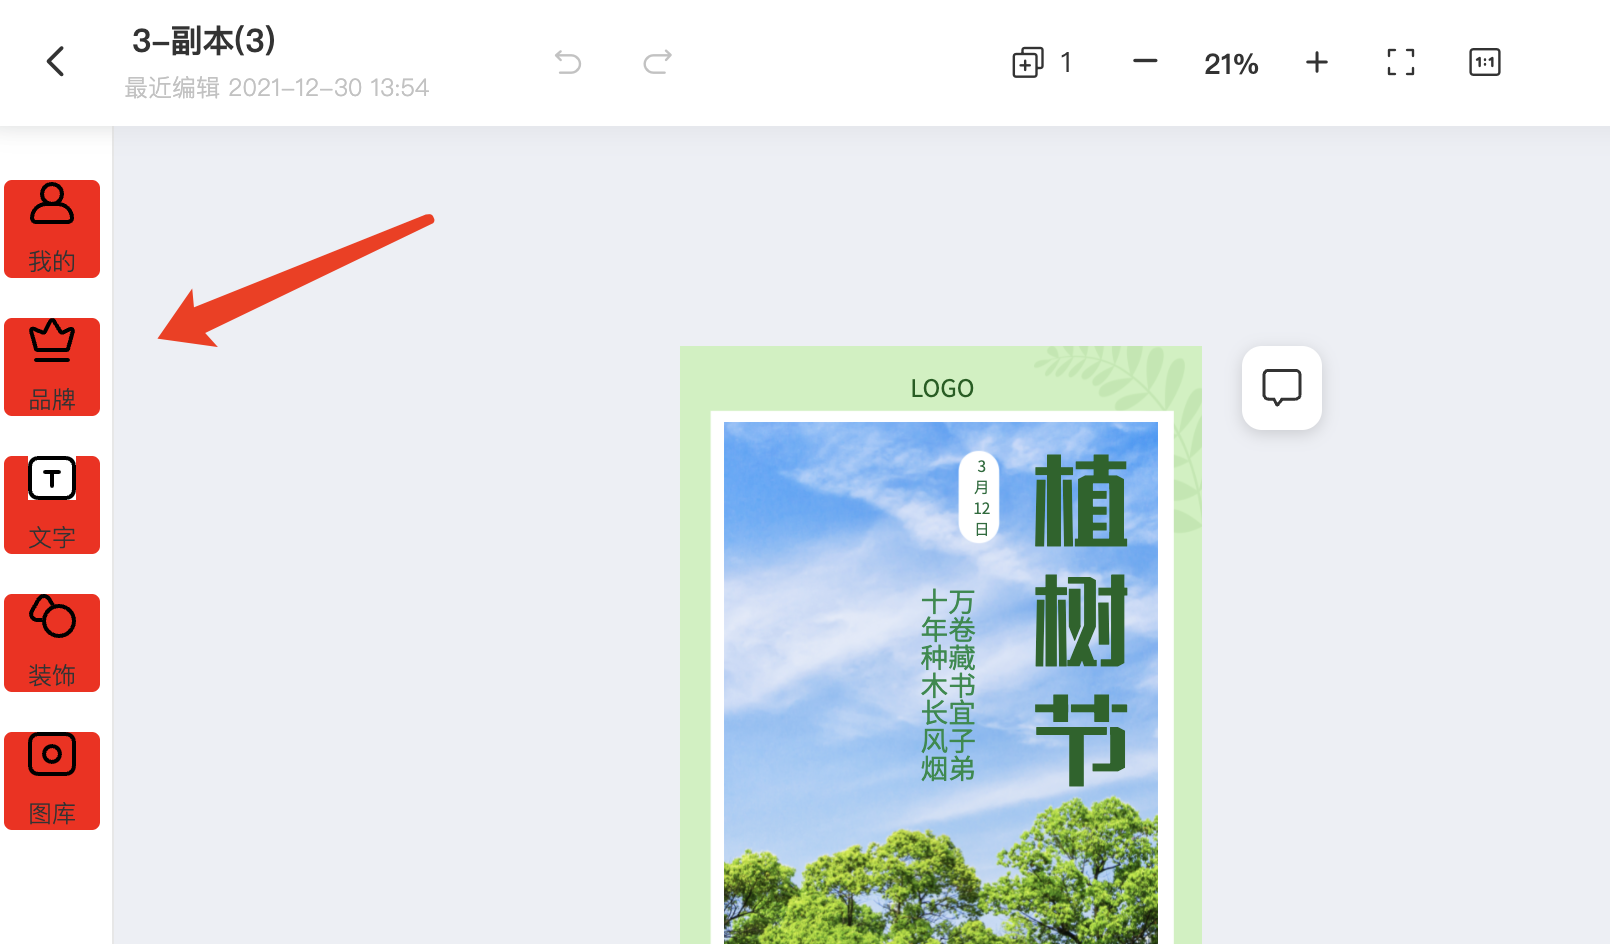 3-副本(3)
最近编辑 2021-12-30 13:54
1
21%
1:1
我的
品牌
T
文字
装饰
图库
LOGO
3月12日
植树节
万卷藏书宜子弟
十年种木长风烟